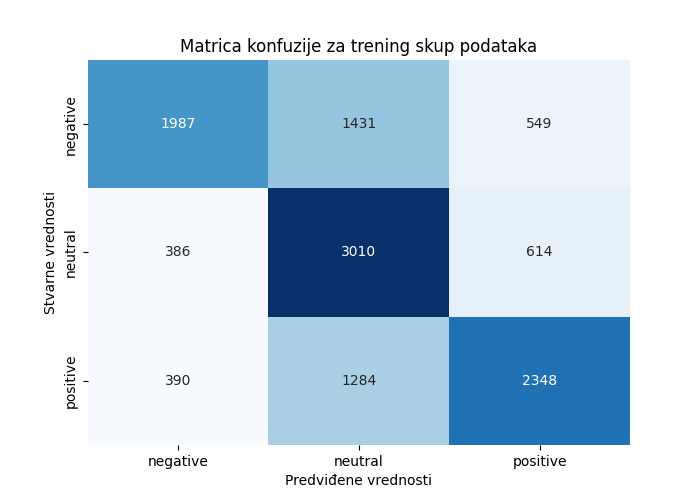 Matrica konfuzije za trening skup podataka
Stvarne vrednosti
negative
1987 1431 549
neutral
386 3010 614
positive
390 1284 2348
negative neutral positive
Predviđene vrednosti